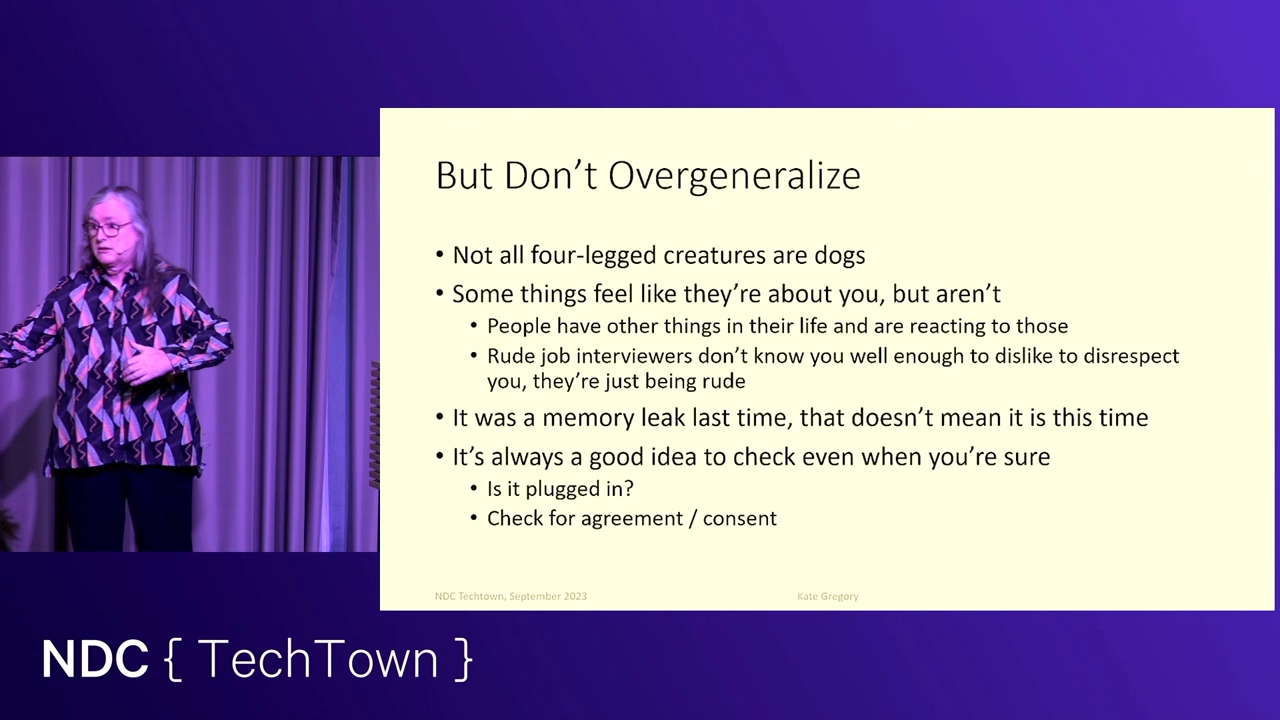 But Don’t Overgeneralize
• Not all four-legged creatures are dogs
• Some things feel like they’re about you, but aren’t
• People have other things in their life and are reacting to those
• Rude job interviewers don’t know you well enough to dislike to disrespect
you, they’re just being rude
• It was a memory leak last time, that doesn’t mean it is this time
• It’s always a good idea to check even when you’re sure
• Is it plugged in?
• Check for agreement / consent
NDC Techtown, September 2023
Kate Gregory
NDC { TechTown }